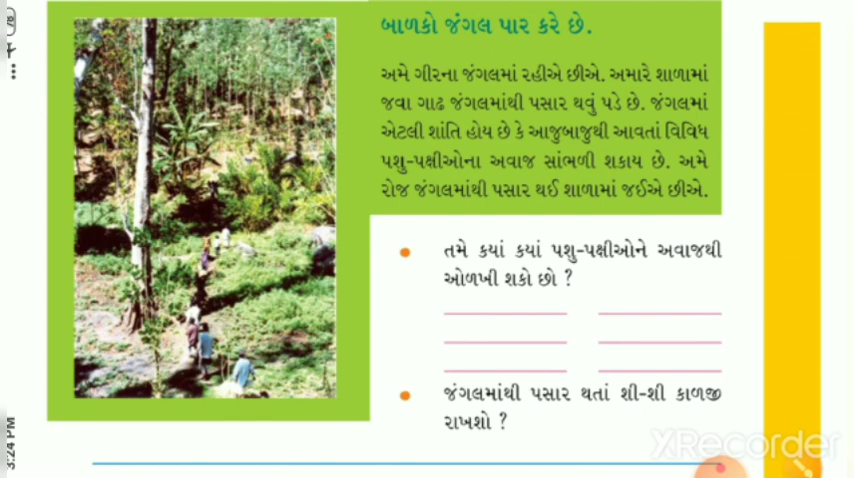 બાળકો જંગલ પાર કરે છે.
અમે ગીરના જંગલમાં રહીએ છીએ. અમારે શાળામાં
જવા ગાઢ જંગલમાંથી પસાર થવું પડે છે. જંગલમાં
એટલી શાંતિ હોય છે કે આજુબાજુથી આવતાં વિવિધ
પશુ-પક્ષીઓના અવાજ સાંભળી શકાય છે. અમે
રોજ જંગલમાંથી પસાર થઈ શાળામાં જઈએ છીએ.
તમે કયાં કયાં પશુ-પક્ષીઓને અવાજથી
ઓળખી શકો છો ?
જંગલમાંથી પસાર થતાં શી-શી કાળજી
રાખશો ?
XRecorder
3:24 PM
78